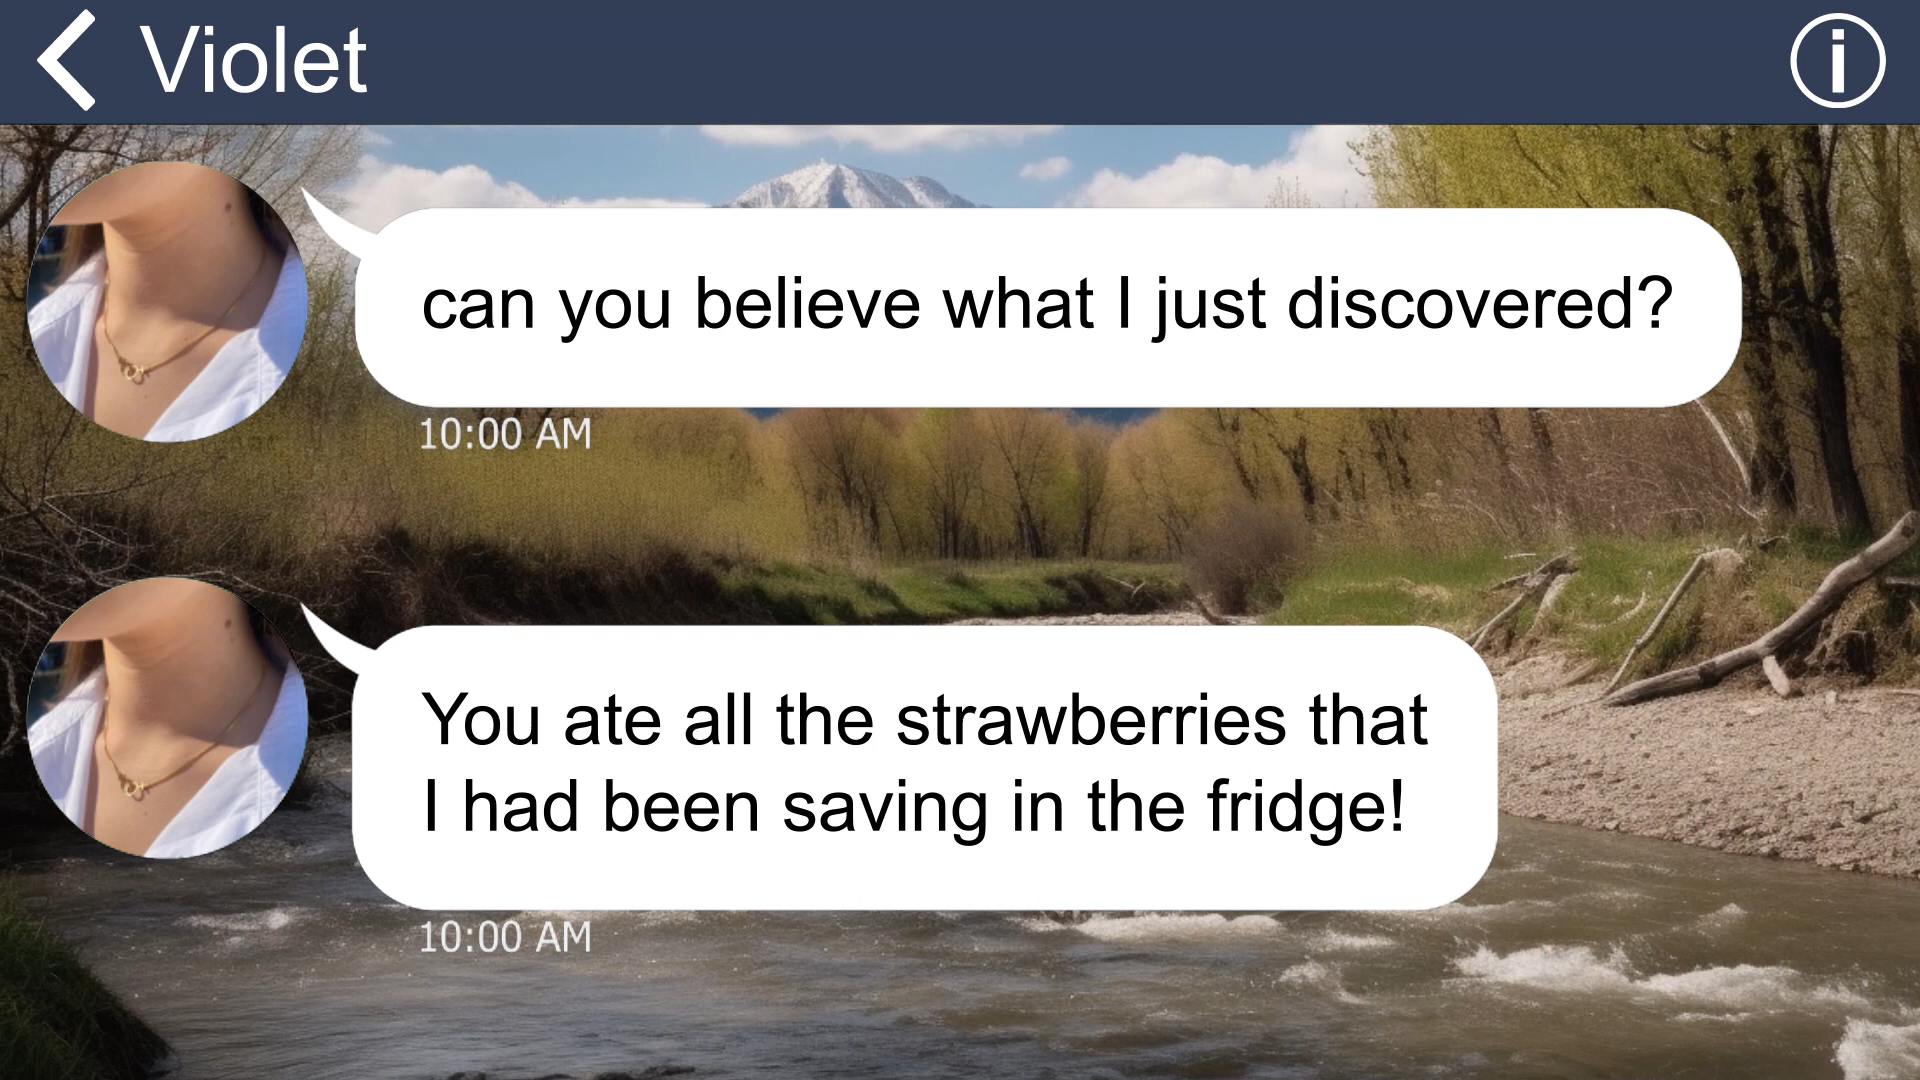 Violet
can you believe what I just discovered?
10:00 AM
You ate all the strawberries that
I had been saving in the fridge!
10:00 AM